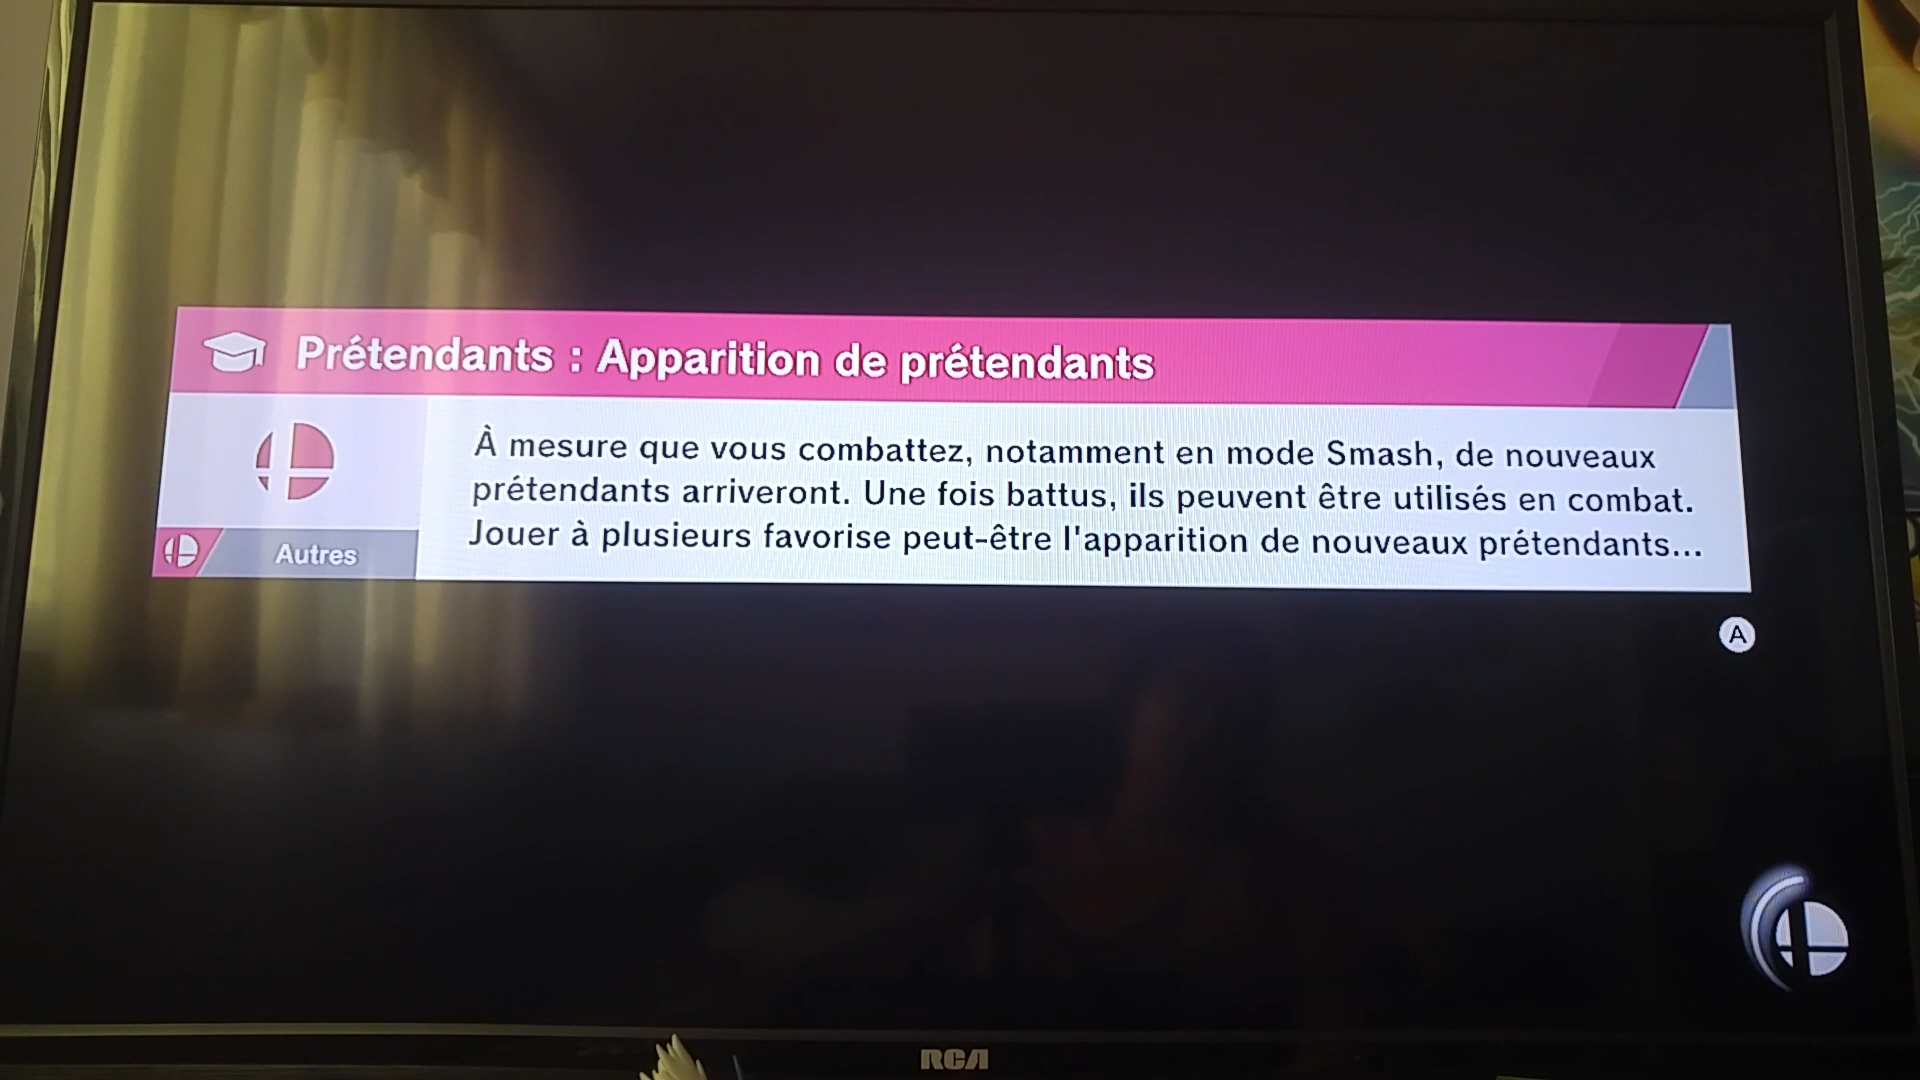 Prétendants : Apparition de prétendants
À mesure que vous combattez, notamment en mode Smash, de nouveaux
prétendants arriveront. Une fois battus, ils peuvent être utilisés en combat.
Jouer à plusieurs favorise peut-être l'apparition de nouveaux prétendants...
Autres
A
RCA